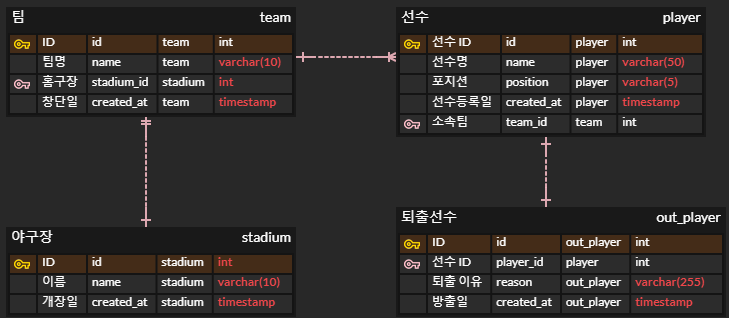 팀 team
ID id team int
팀명 name team varchar(10)
홈구장 stadium_id stadium int
창단일 created_at team timestamp
선수 player
선수 ID id player int
선수명 name player varchar(50)
포지션 position player varchar(5)
선수등록일 created_at player timestamp
소속팀 team_id team int
야구장 stadium
ID id stadium int
이름 name stadium varchar(10)
개장일 created_at stadium timestamp
퇴출선수 out_player
ID id out_player int
선수 ID player_id player int
퇴출 이유 reason out_player varchar(255)
방출일 created_at out_player timestamp